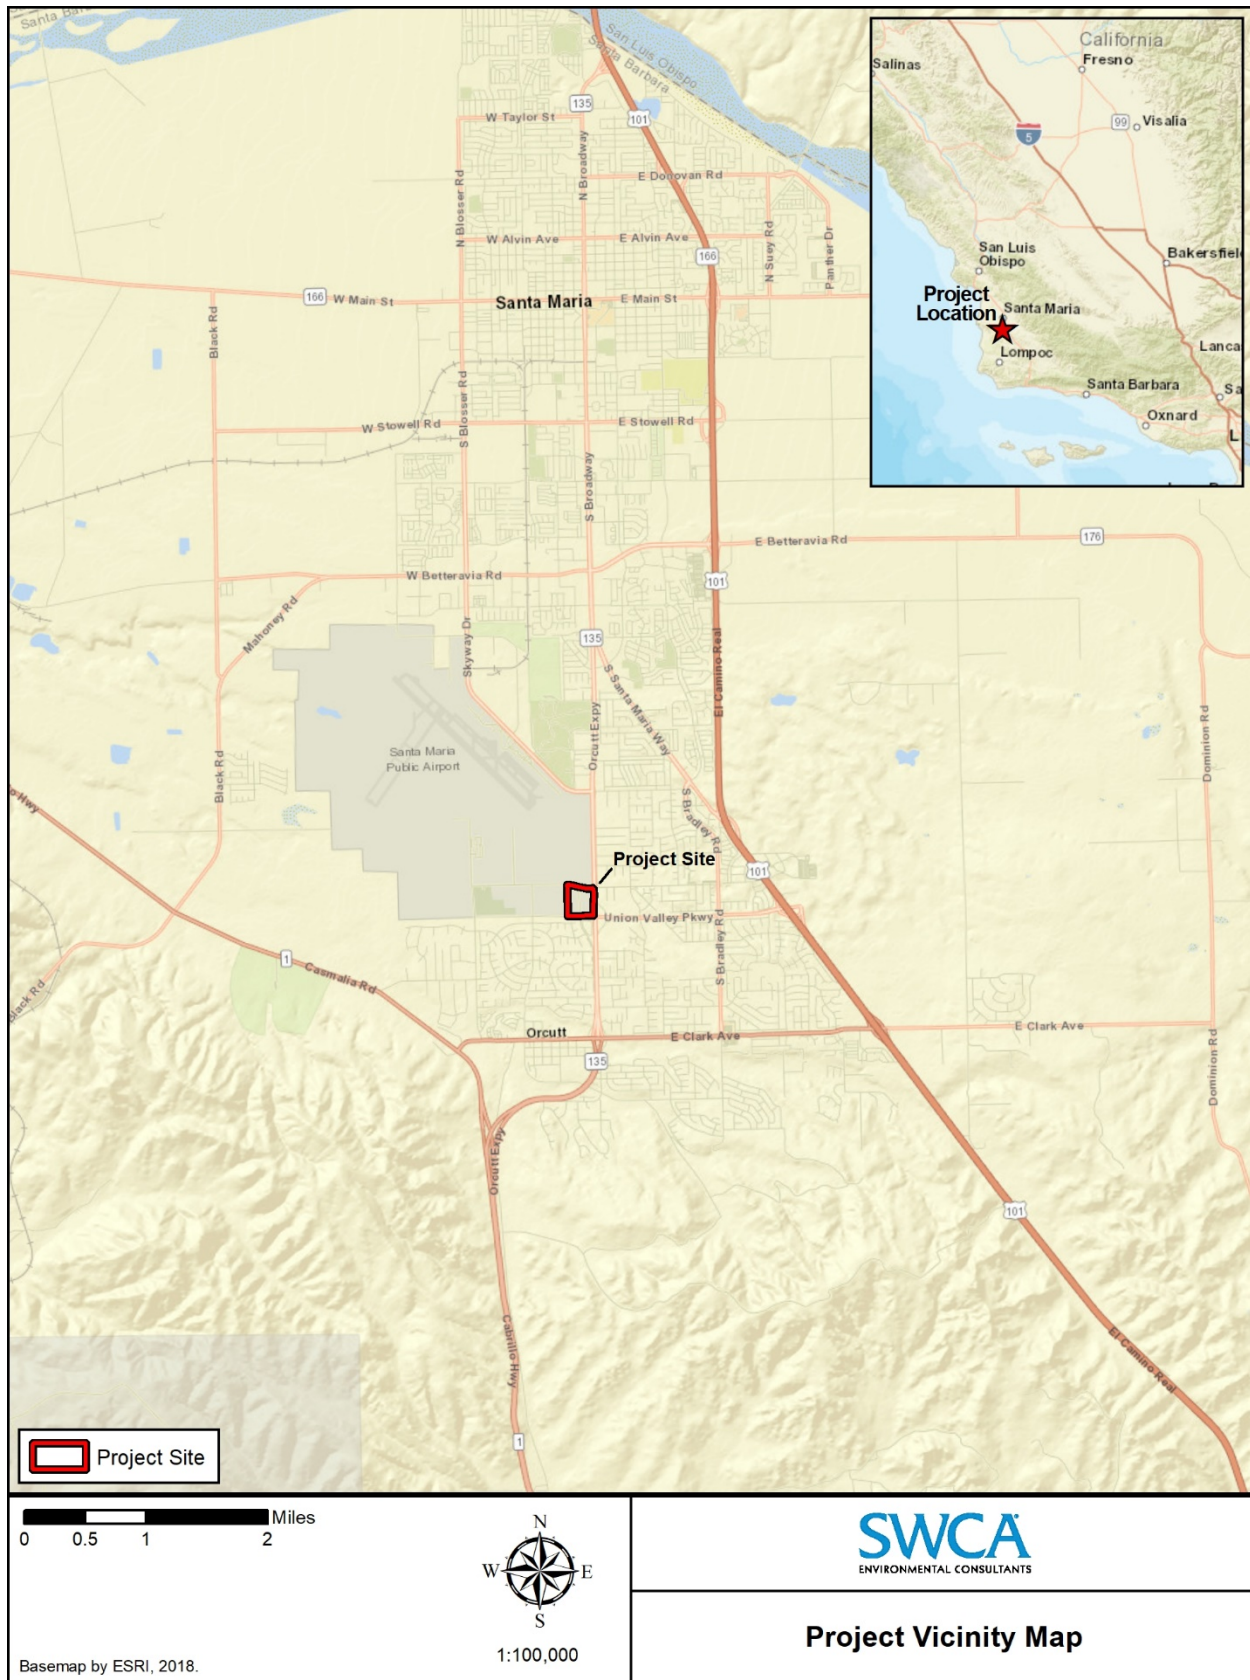 Santa Barbara
San Luis Obispo
Santa Barbara
135
101
W Taylor St
N Blosser Rd
N Broadway
E Donovan Rd
W Alvin Ave
E Alvin Ave
N Suey Rd
Panther Dr
166
166
W Main St
Santa Maria
E Main St
Black Rd
W Stowell Rd
S Blosser Rd
E Stowell Rd
S Broadway
E Betteravia Rd
176
W Betteravia Rd
101
Mahoney Rd
Skyway Dr
135
S Santa Maria Way
El Camino Real
Orcutt Expy
Dominion Rd
Santa Maria
Public Airport
Black Rd
S Bradley Rd
Project Site
101
Union Valley Pkwy
S Bradley Rd
1
Casmalia Rd
Black Rd
Orcutt
E Clark Ave
E Clark Ave
135
Dominion Rd
Orcutt Expy
101
Cabrillo Hwy
El Camino Real
1
California
Salinas
Fresno
99
Visalia
5
San Luis
Obispo
Bakersfiel
Project
Location
Santa Maria
Lompoc
Lanca
Santa Barbara
Sa
Oxnard
L
Project Site
Miles
0 0.5 1 2
N
W E
S
1:100,000
Basemap by ESRI, 2018.
SWCA
ENVIRONMENTAL CONSULTANTS
Project Vicinity Map